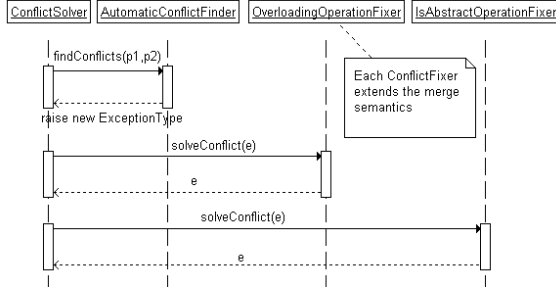 ConflictSolver AutomaticConflictFinder OverloadingOperationFixer IsAbstractOperationFixer
findConflicts(p1,p2)
Each ConflictFixer
extends the merge
semantics
raise new ExceptionType
solveConflict(e)
e
solveConflict(e)
e